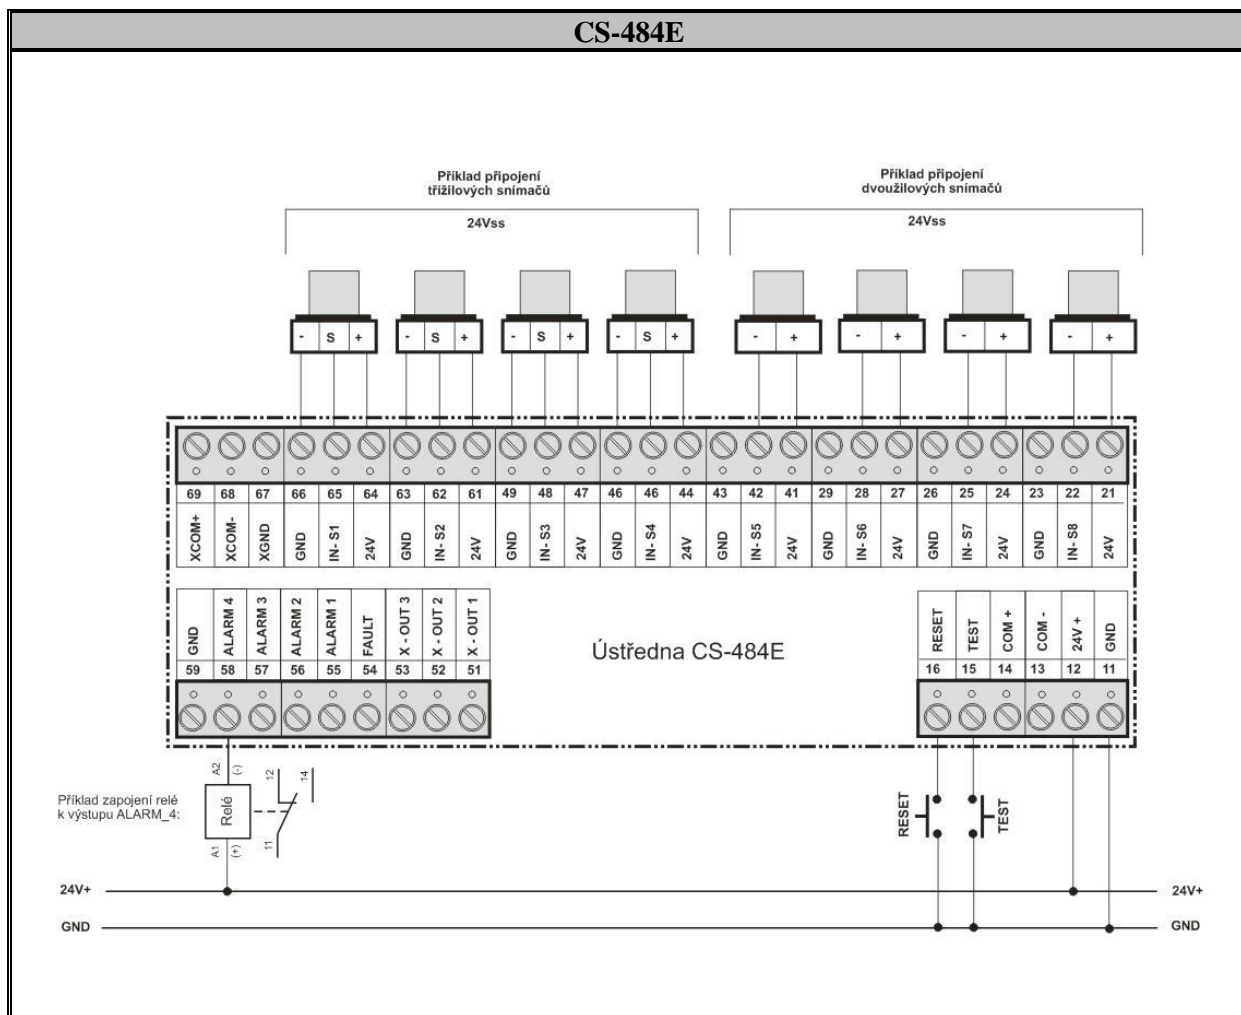 CS-484E
Příklad připojení
třížilových snímačů
24Vss
Příklad připojení
dvoužilových snímačů
24Vss
- S + - S + - S + - S + - + - + - + - +
69 68 67 66 65 64 63 62 61 49 48 47 46 46 44 43 42 41 29 28 27 26 25 24 23 22 21
XCOM+ XCOM- XGND GND IN- S1 24V GND IN- S2 24V GND IN- S3 24V GND IN- S4 24V GND IN- S5 24V GND IN- S6 24V GND IN- S7 24V GND IN- S8 24V
GND ALARM 4 ALARM 3 ALARM 2 ALARM 1 FAULT X - OUT 3 X - OUT 2 X - OUT 1
59 58 57 56 55 54 53 52 51
Ústředna CS-484E
RESET TEST COM + COM - 24V + GND
16 15 14 13 12 11
Příklad zapojení relé
k výstupu ALARM_4:
A2 (-)
Relé
A1 (+)
12 14
11
RESET TEST
24V+ 24V+
GND GND